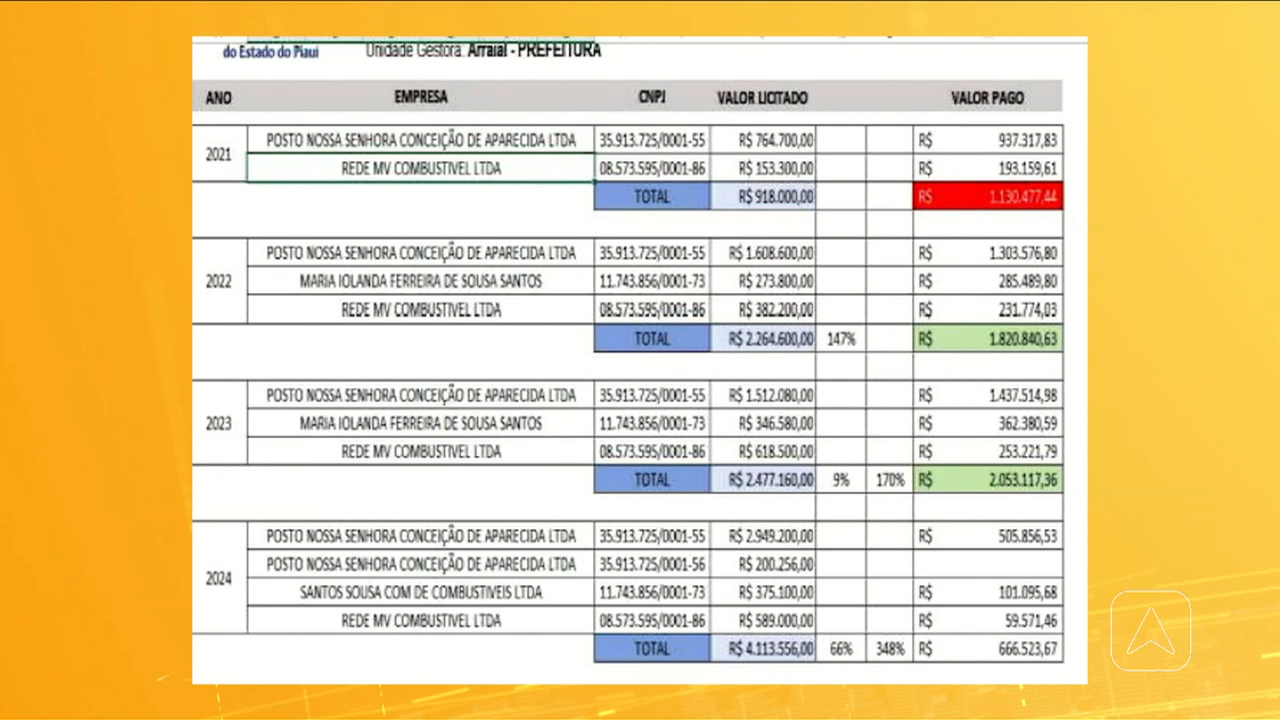 do Estado do Piauí Unidade Gestora: Arraial - PREFEITURA
ANO EMPRESA CNPJ VALOR LICITADO VALOR PAGO
2021
POSTO NOSSA SENHORA CONCEIÇÃO DE APARECIDA LTDA 35.913.725/0001-55 R$ 764.700,00 R$ 937.317,83
REDE MV COMBUSTIVEL LTDA 08.573.595/0001-86 R$ 153.300,00 R$ 193.159,61
TOTAL R$ 918.000,00 R$ 1.130.477,44
2022
POSTO NOSSA SENHORA CONCEIÇÃO DE APARECIDA LTDA 35.913.725/0001-55 R$ 1.608.600,00 R$ 1.303.576,80
MARIA IOLANDA FERREIRA DE SOUSA SANTOS 11.743.856/0001-73 R$ 273.800,00 R$ 285.489,80
REDE MV COMBUSTIVEL LTDA 08.573.595/0001-86 R$ 382.200,00 R$ 231.774,03
TOTAL R$ 2.264.600,00 147% R$ 1.820.840,63
2023
POSTO NOSSA SENHORA CONCEIÇÃO DE APARECIDA LTDA 35.913.725/0001-55 R$ 1.512.080,00 R$ 1.437.514,98
MARIA IOLANDA FERREIRA DE SOUSA SANTOS 11.743.856/0001-73 R$ 346.580,00 R$ 362.380,59
REDE MV COMBUSTIVEL LTDA 08.573.595/0001-86 R$ 618.500,00 R$ 253.221,79
TOTAL R$ 2.477.160,00 9% 170% R$ 2.053.117,36
2024
POSTO NOSSA SENHORA CONCEIÇÃO DE APARECIDA LTDA 35.913.725/0001-55 R$ 2.949.200,00 R$ 505.856,53
POSTO NOSSA SENHORA CONCEIÇÃO DE APARECIDA LTDA 35.913.725/0001-56 R$ 200.256,00
SANTOS SOUSA COM DE COMBUSTIVEIS LTDA 11.743.856/0001-73 R$ 375.100,00 R$ 101.095,68
REDE MV COMBUSTIVEL LTDA 08.573.595/0001-86 R$ 589.000,00 R$ 59.571,46
TOTAL R$ 4.113.556,00 66% 348% R$ 666.523,67